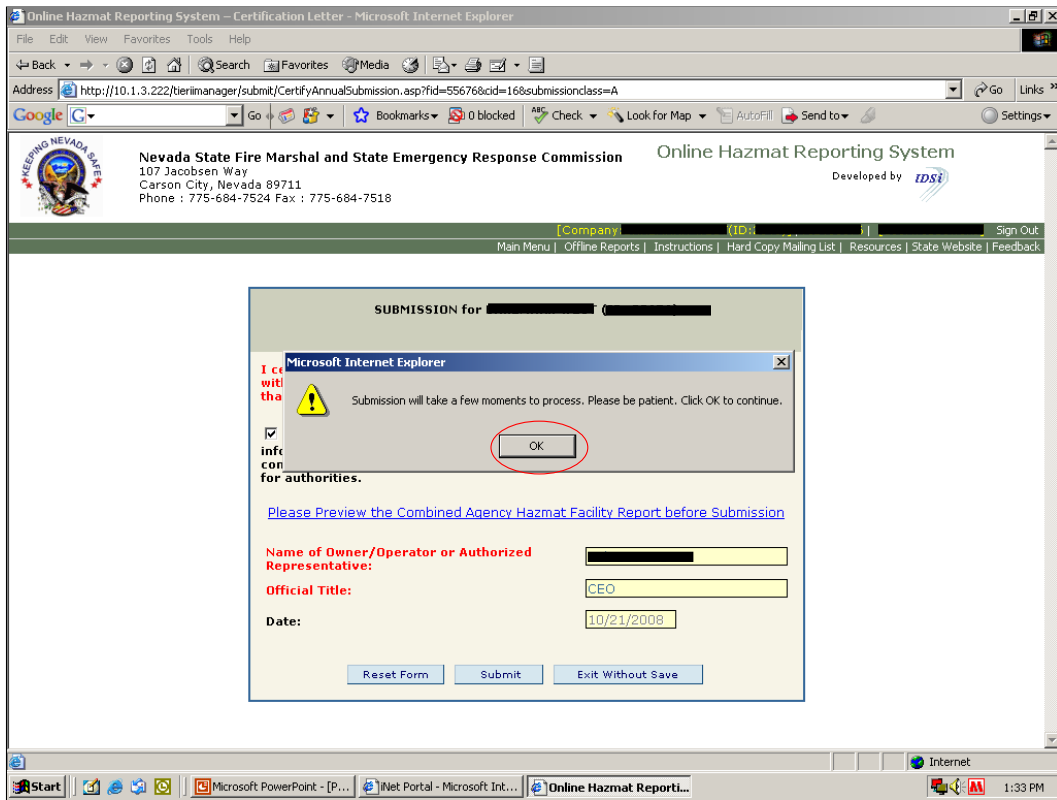 Online Hazmat Reporting System – Certification Letter - Microsoft Internet Explorer
File Edit View Favorites Tools Help
Back Search Favorites Media
Address http://10.1.3.222/tieriimanager/submit/CertifyAnnualSubmission.asp?fid=55676&cid=16&submissionclass=A Go Links »
Google G Go Bookmarks 0 blocked ABC Check Look for Map AutoFill Send to Settings
KEEPING NEVADA SAFE
Nevada State Fire Marshal and State Emergency Response Commission
107 Jacobsen Way
Carson City, Nevada 89711
Phone : 775-684-7524 Fax : 775-684-7518
Online Hazmat Reporting System
Developed by IDSi
[Company: (ID: | Sign Out
Main Menu | Offline Reports | Instructions | Hard Copy Mailing List | Resources | State Website | Feedback
SUBMISSION for (
Microsoft Internet Explorer
I ce
with
tha
Submission will take a few moments to process. Please be patient. Click OK to continue.
OK
info
con
for authorities.
Please Preview the Combined Agency Hazmat Facility Report before Submission
Name of Owner/Operator or Authorized
Representative:
Official Title: CEO
Date: 10/21/2008
Reset Form Submit Exit Without Save
Internet
Start Microsoft PowerPoint - [P... iNet Portal - Microsoft Int... Online Hazmat Reporti... 1:33 PM